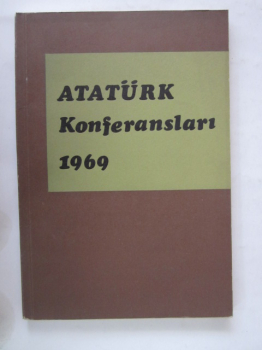 ATATÜRK
Konferansları
1969